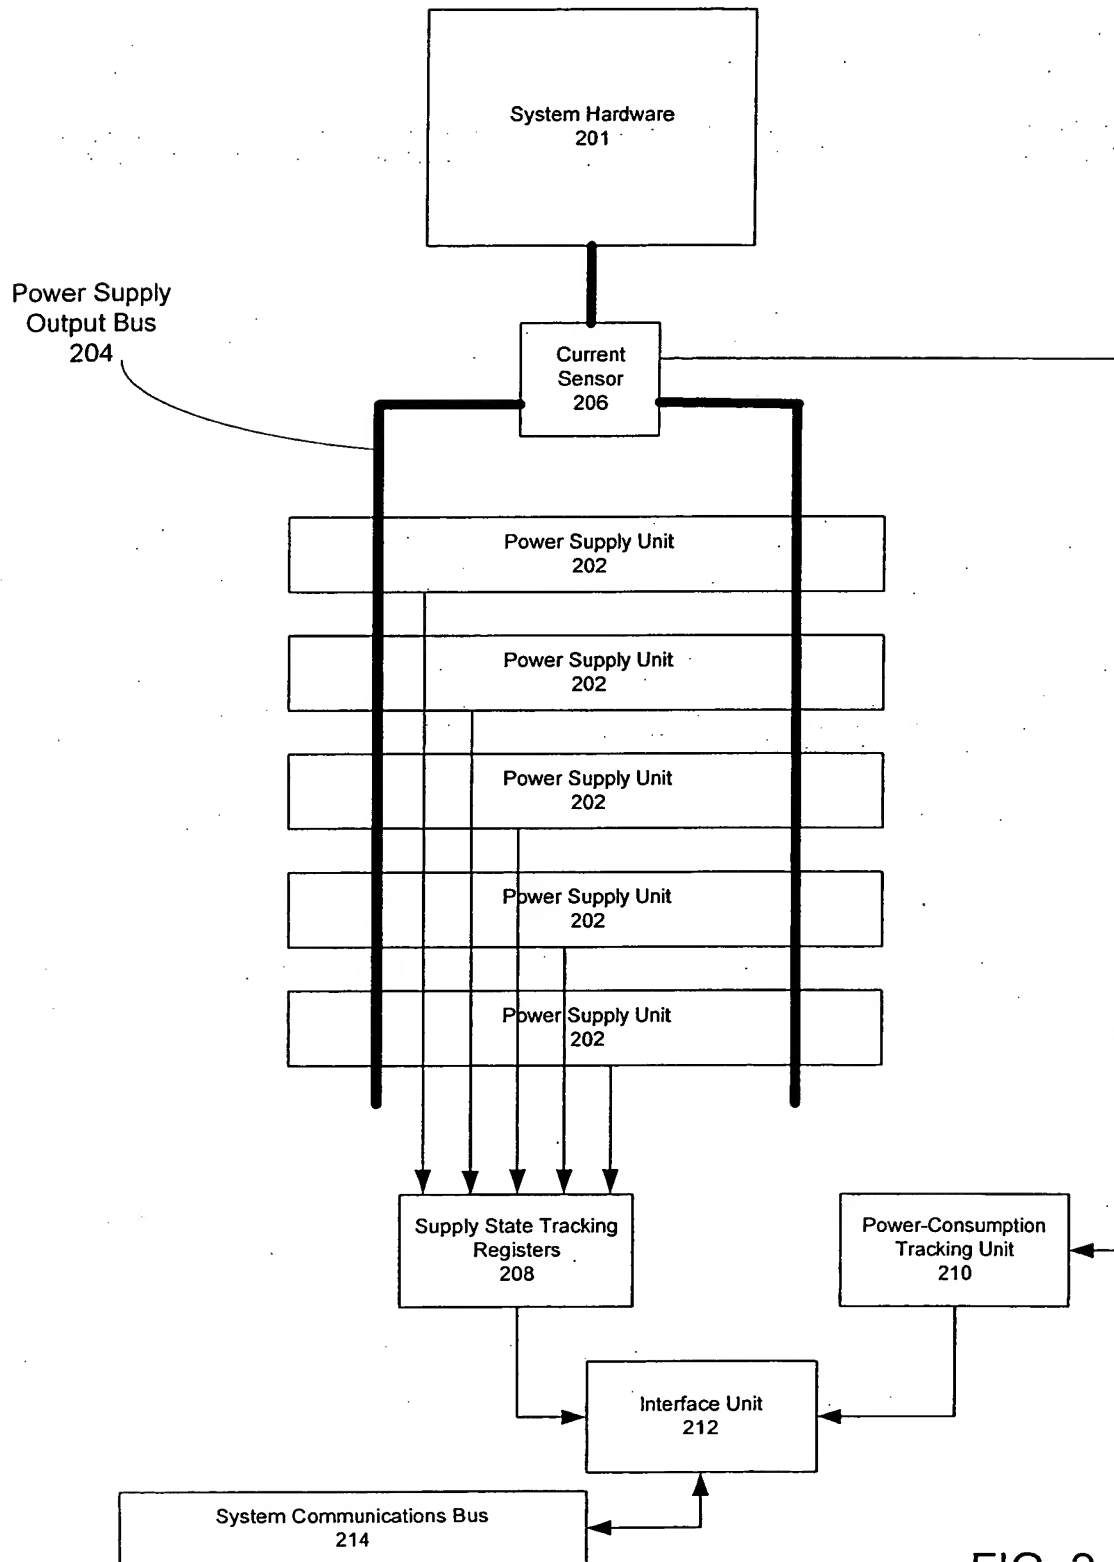 System Hardware
201
Power Supply
Output Bus
204
Current
Sensor
206
Power Supply Unit
202
Power Supply Unit
202
Power Supply Unit
202
Power Supply Unit
202
Power Supply Unit
202
Supply State Tracking
Registers
208
Power-Consumption
Tracking Unit
210
Interface Unit
212
System Communications Bus
214